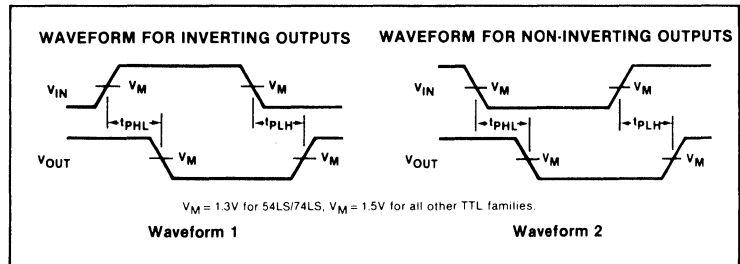 WAVEFORM FOR INVERTING OUTPUTS
VIN
VM
VM
tPHL
tPLH
VOUT
VM
VM
WAVEFORM FOR NON-INVERTING OUTPUTS
VIN
VM
VM
tPHL
tPLH
VOUT
VM
VM
VM = 1.3V for 54LS/74LS, VM = 1.5V for all other TTL families.
Waveform 1
Waveform 2